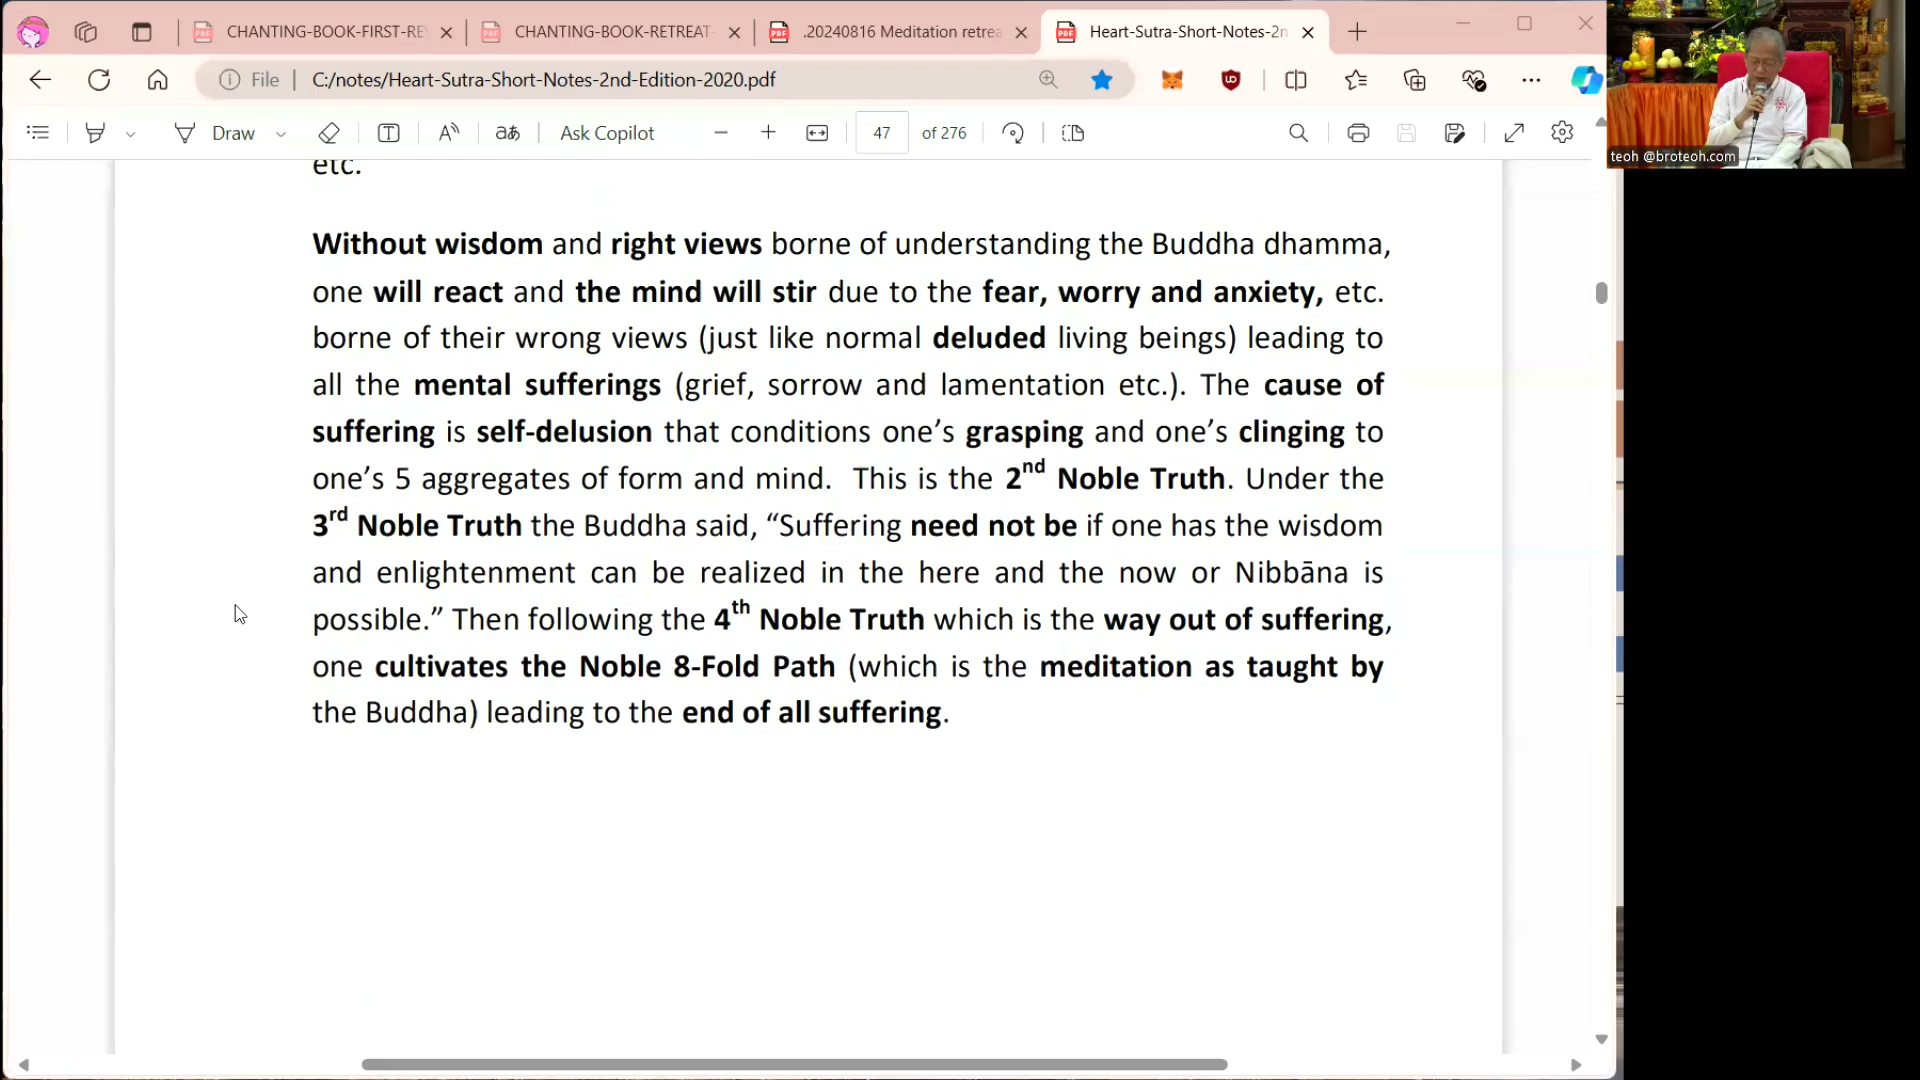 CHANTING-BOOK-FIRST-RE
CHANTING-BOOK-RETREAT-
.20240816 Meditation retrea
Heart-Sutra-Short-Notes-2n
File
C:/notes/Heart-Sutra-Short-Notes-2nd-Edition-2020.pdf
Draw
aあ
Ask Copilot
47
of 276
teoh @broteoh.com
etc.
Without wisdom and right views borne of understanding the Buddha dhamma,
one will react and the mind will stir due to the fear, worry and anxiety, etc.
borne of their wrong views (just like normal deluded living beings) leading to
all the mental sufferings (grief, sorrow and lamentation etc.). The cause of
suffering is self-delusion that conditions one’s grasping and one’s clinging to
one’s 5 aggregates of form and mind.  This is the 2nd Noble Truth. Under the
3rd Noble Truth the Buddha said, “Suffering need not be if one has the wisdom
and enlightenment can be realized in the here and the now or Nibbāna is
possible.” Then following the 4th Noble Truth which is the way out of suffering,
one cultivates the Noble 8-Fold Path (which is the meditation as taught by
the Buddha) leading to the end of all suffering.